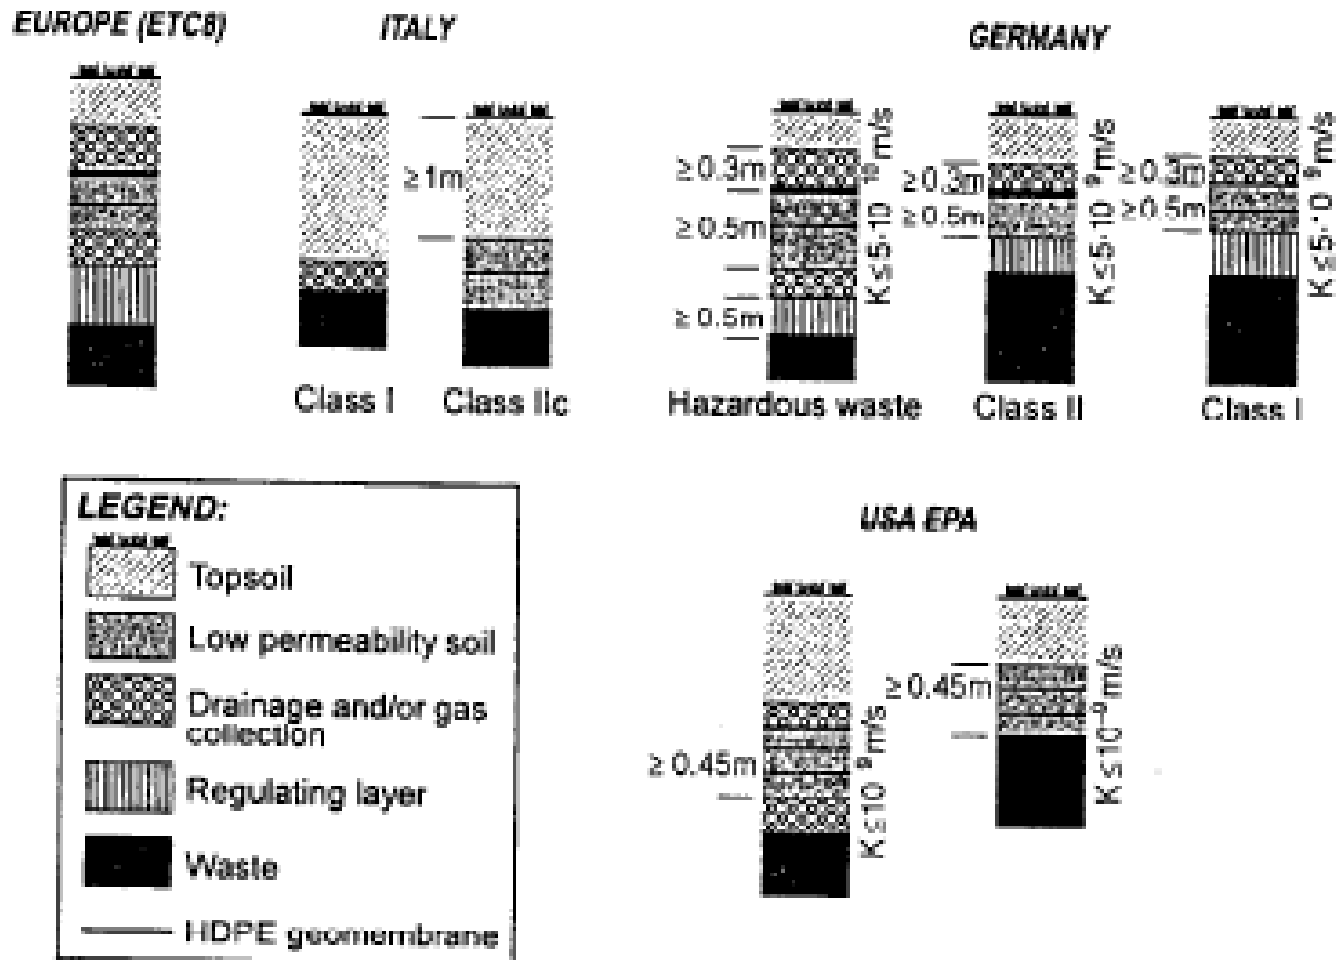 EUROPE (ETC8)
ITALY
GERMANY
≥ 1m
≥ 0.3m
≥ 0.5m
≥ 0.5m
K ≤ 5·10 10 m/s
≥ 0.3m
≥ 0.5m
K ≤ 5·10 9 m/s
≥ 0.3m
≥ 0.5m
K ≤ 5·10 9 m/s
Class I
Class IIc
Hazardous waste
Class II
Class I
LEGEND:
Topsoil
Low permeability soil
Drainage and/or gas
collection
Regulating layer
Waste
HDPE geomembrane
USA EPA
≥ 0.45m
K ≤ 10 9 m/s
≥ 0.45m
K ≤ 10⁻⁹ m/s